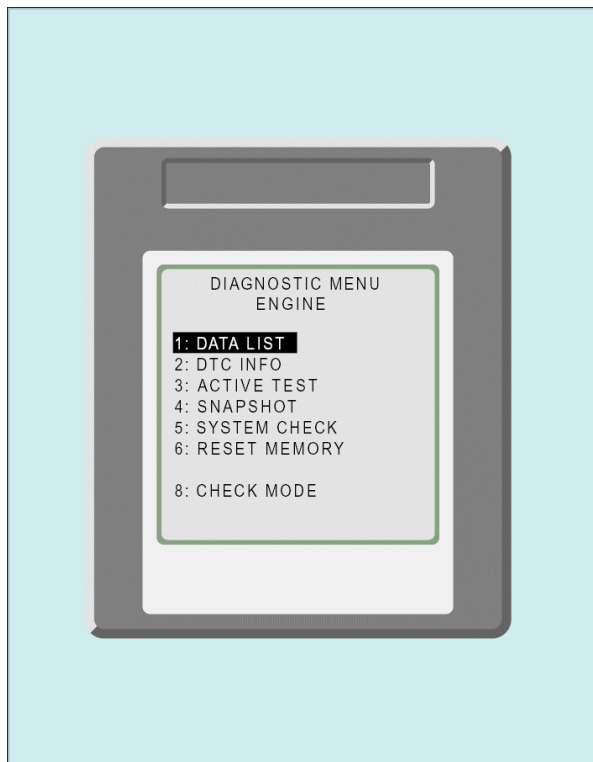 DIAGNOSTIC MENU
ENGINE
1: DATA LIST
2: DTC INFO
3: ACTIVE TEST
4: SNAPSHOT
5: SYSTEM CHECK
6: RESET MEMORY
8: CHECK MODE